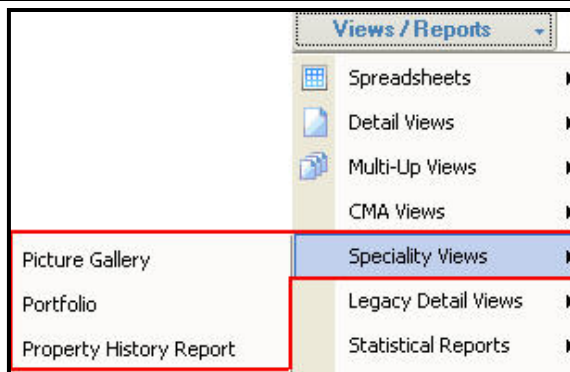 Views / Reports
Spreadsheets
Detail Views
Multi-Up Views
CMA Views
Speciality Views
Legacy Detail Views
Statistical Reports
Picture Gallery
Portfolio
Property History Report